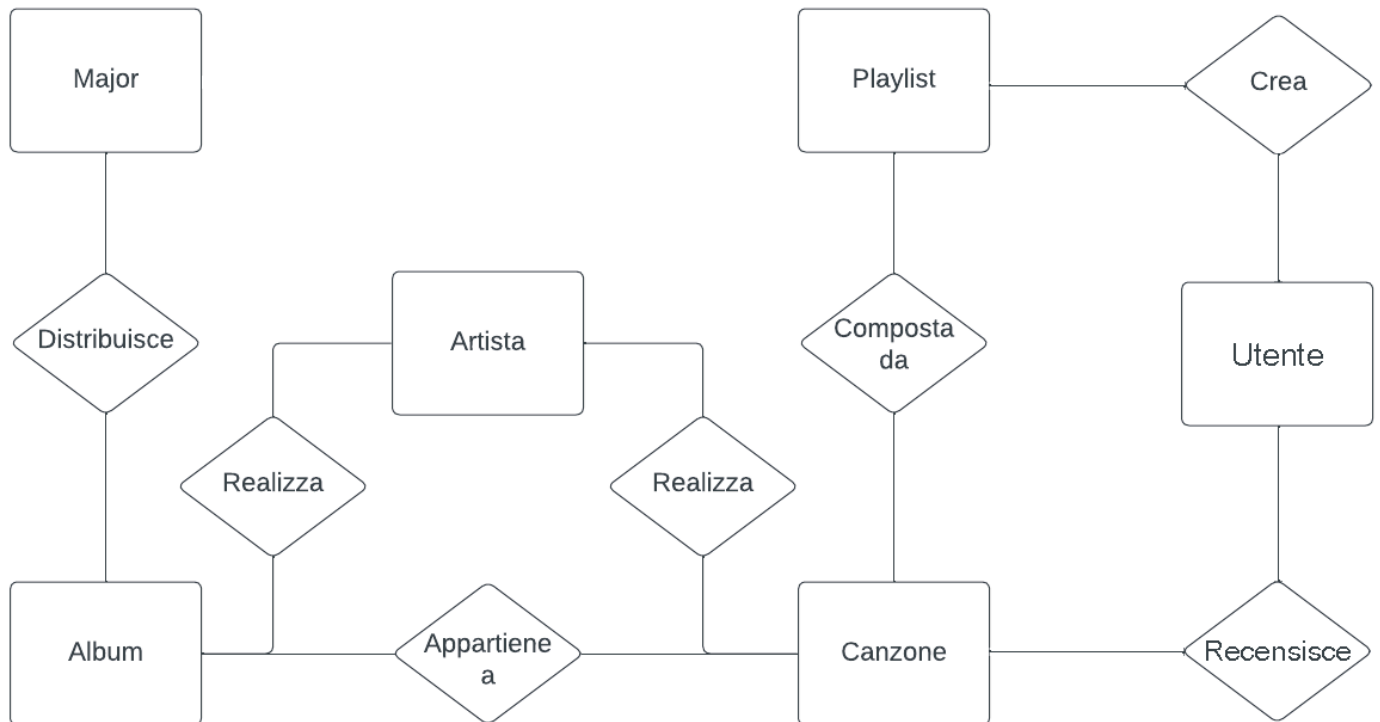 Major
Playlist
Crea
Distribuisce
Artista
Composta
da
Utente
Realizza
Realizza
Album
Appartiene
a
Canzone
Recensisce